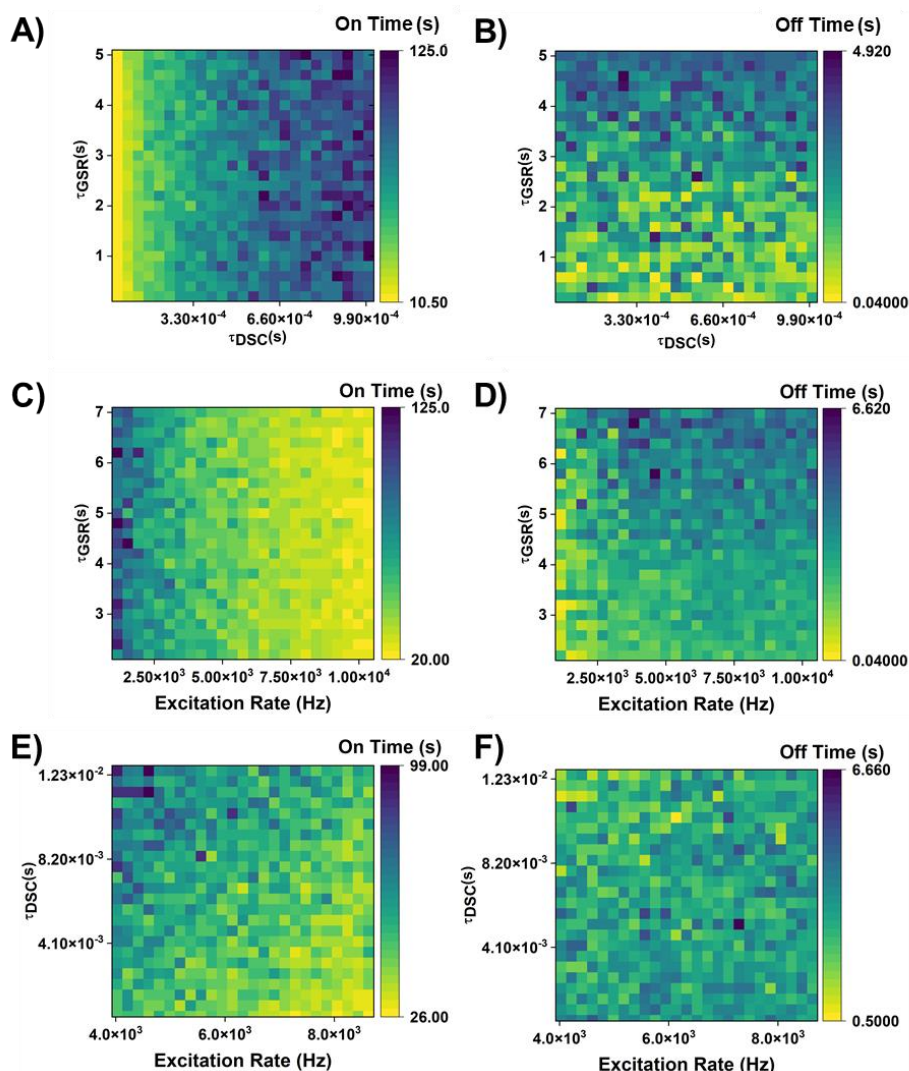 A)
On Time (s)
125.0
10.50
τGSR(s)
5
4
3
2
1
3.30×10⁻⁴ 6.60×10⁻⁴ 9.90×10⁻⁴
τDSC(s)
B)
Off Time (s)
4.920
0.04000
τGSR(s)
5
4
3
2
1
3.30×10⁻⁴ 6.60×10⁻⁴ 9.90×10⁻⁴
τDSC(s)
C)
On Time (s)
125.0
20.00
τGSR(s)
7
6
5
4
3
2.50×10³ 5.00×10³ 7.50×10³ 1.00×10⁴
Excitation Rate (Hz)
D)
Off Time (s)
6.620
0.04000
τGSR(s)
7
6
5
4
3
2.50×10³ 5.00×10³ 7.50×10³ 1.00×10⁴
Excitation Rate (Hz)
E)
On Time (s)
99.00
26.00
τDSC(s)
1.23×10⁻²
8.20×10⁻³
4.10×10⁻³
4.0×10³ 6.0×10³ 8.0×10³
Excitation Rate (Hz)
F)
Off Time (s)
6.660
0.5000
τDSC(s)
1.23×10⁻²
8.20×10⁻³
4.10×10⁻³
4.0×10³ 6.0×10³ 8.0×10³
Excitation Rate (Hz)